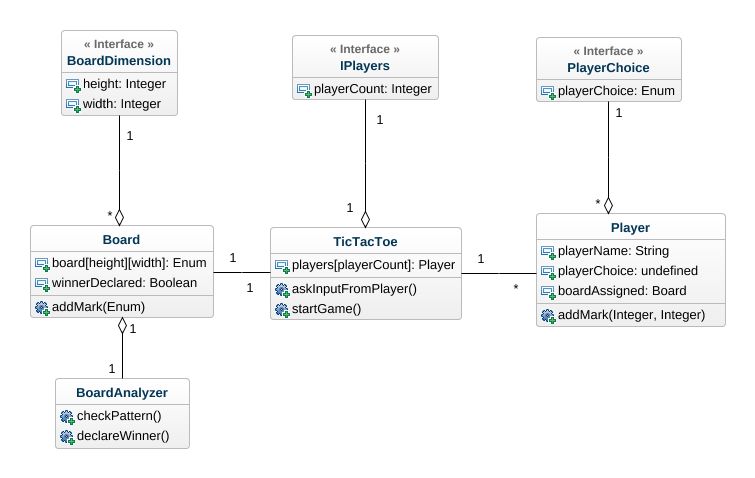 « Interface »
BoardDimension
height: Integer
width: Integer
« Interface »
IPlayers
playerCount: Integer
« Interface »
PlayerChoice
playerChoice: Enum
1
1
1
*
1
*
Board
board[height][width]: Enum
winnerDeclared: Boolean
addMark(Enum)
1
1
TicTacToe
players[playerCount]: Player
askInputFromPlayer()
startGame()
1
*
Player
playerName: String
playerChoice: undefined
boardAssigned: Board
addMark(Integer, Integer)
1
1
BoardAnalyzer
checkPattern()
declareWinner()